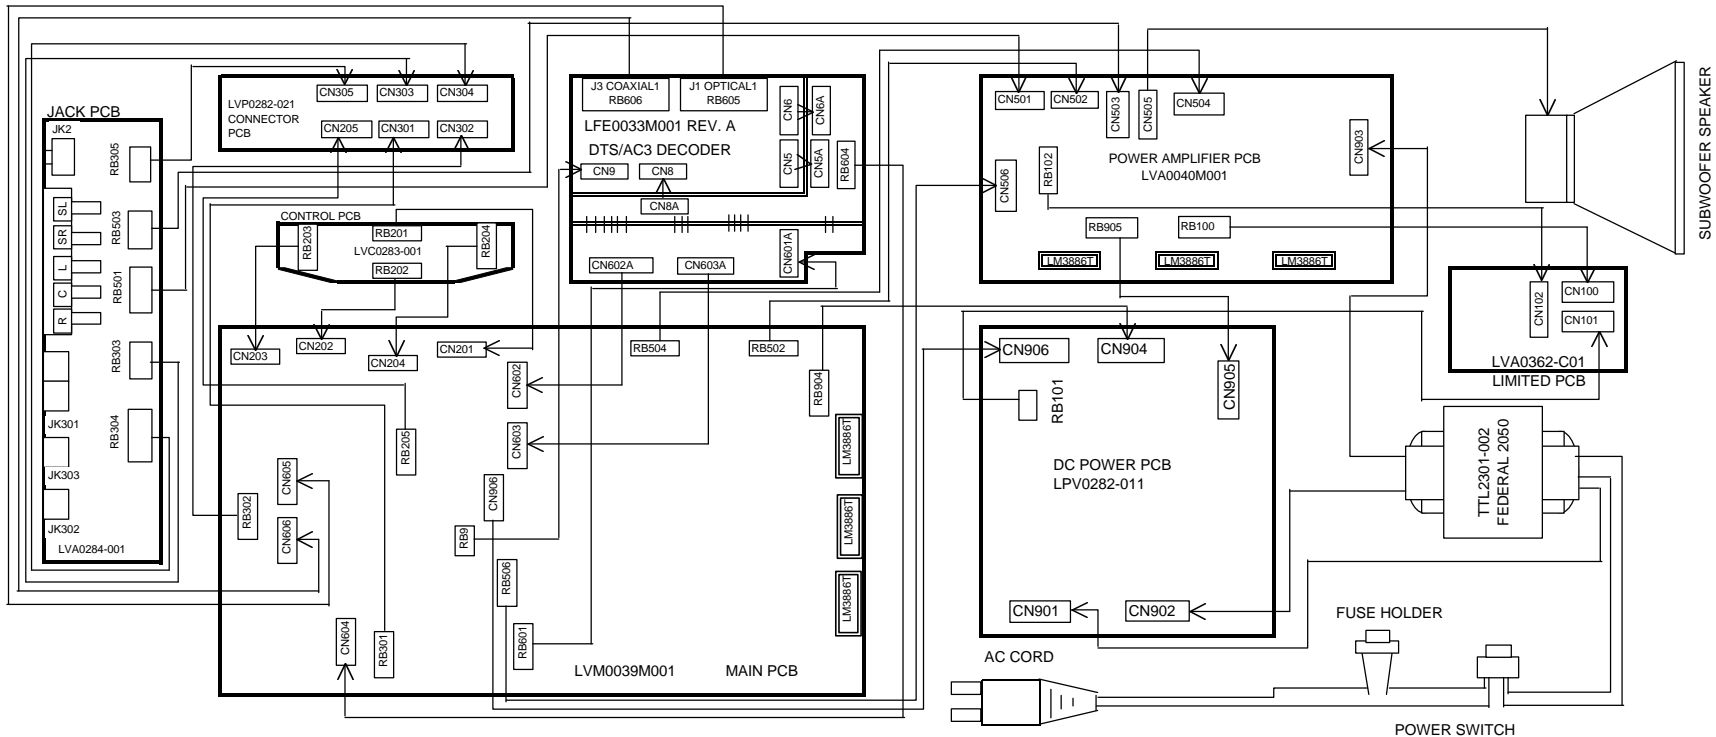 JACK PCB
JK2
RB305
SL
SR
L
C
R
RB503
RB501
RB303
RB304
JK301
JK303
JK302
LVA0284-001
LVP0282-021
CONNECTOR
PCB
CN305
CN303
CN304
CN205
CN301
CN302
CONTROL PCB
RB203
RB201
RB204
LVC0283-001
RB202
J3 COAXIAL1
RB606
J1 OPTICAL1
RB605
LFE0033M001 REV. A
DTS/AC3 DECODER
CN6
CN6A
CN5
CN5A
RB604
CN9
CN8
CN8A
CN602A
CN603A
CN601A
CN203
CN202
CN204
CN201
CN602
CN603
RB504
RB502
RB904
LM3886T
LM3886T
LM3886T
RB205
CN605
CN606
RB302
CN906
RB9
RB506
RB601
CN604
RB301
LVM0039M001
MAIN PCB
CN501
CN502
CN503
CN505
CN504
CN903
CN506
RB102
POWER AMPLIFIER PCB
LVA0040M001
RB905
RB100
LM3886T
LM3886T
LM3886T
SUBWOOFER SPEAKER
CN102
CN100
CN101
LVA0362-C01
LIMITED PCB
CN906
CN904
CN905
RB101
DC POWER PCB
LPV0282-011
CN901
CN902
TTL2301-002
FEDERAL 2050
FUSE HOLDER
AC CORD
POWER SWITCH